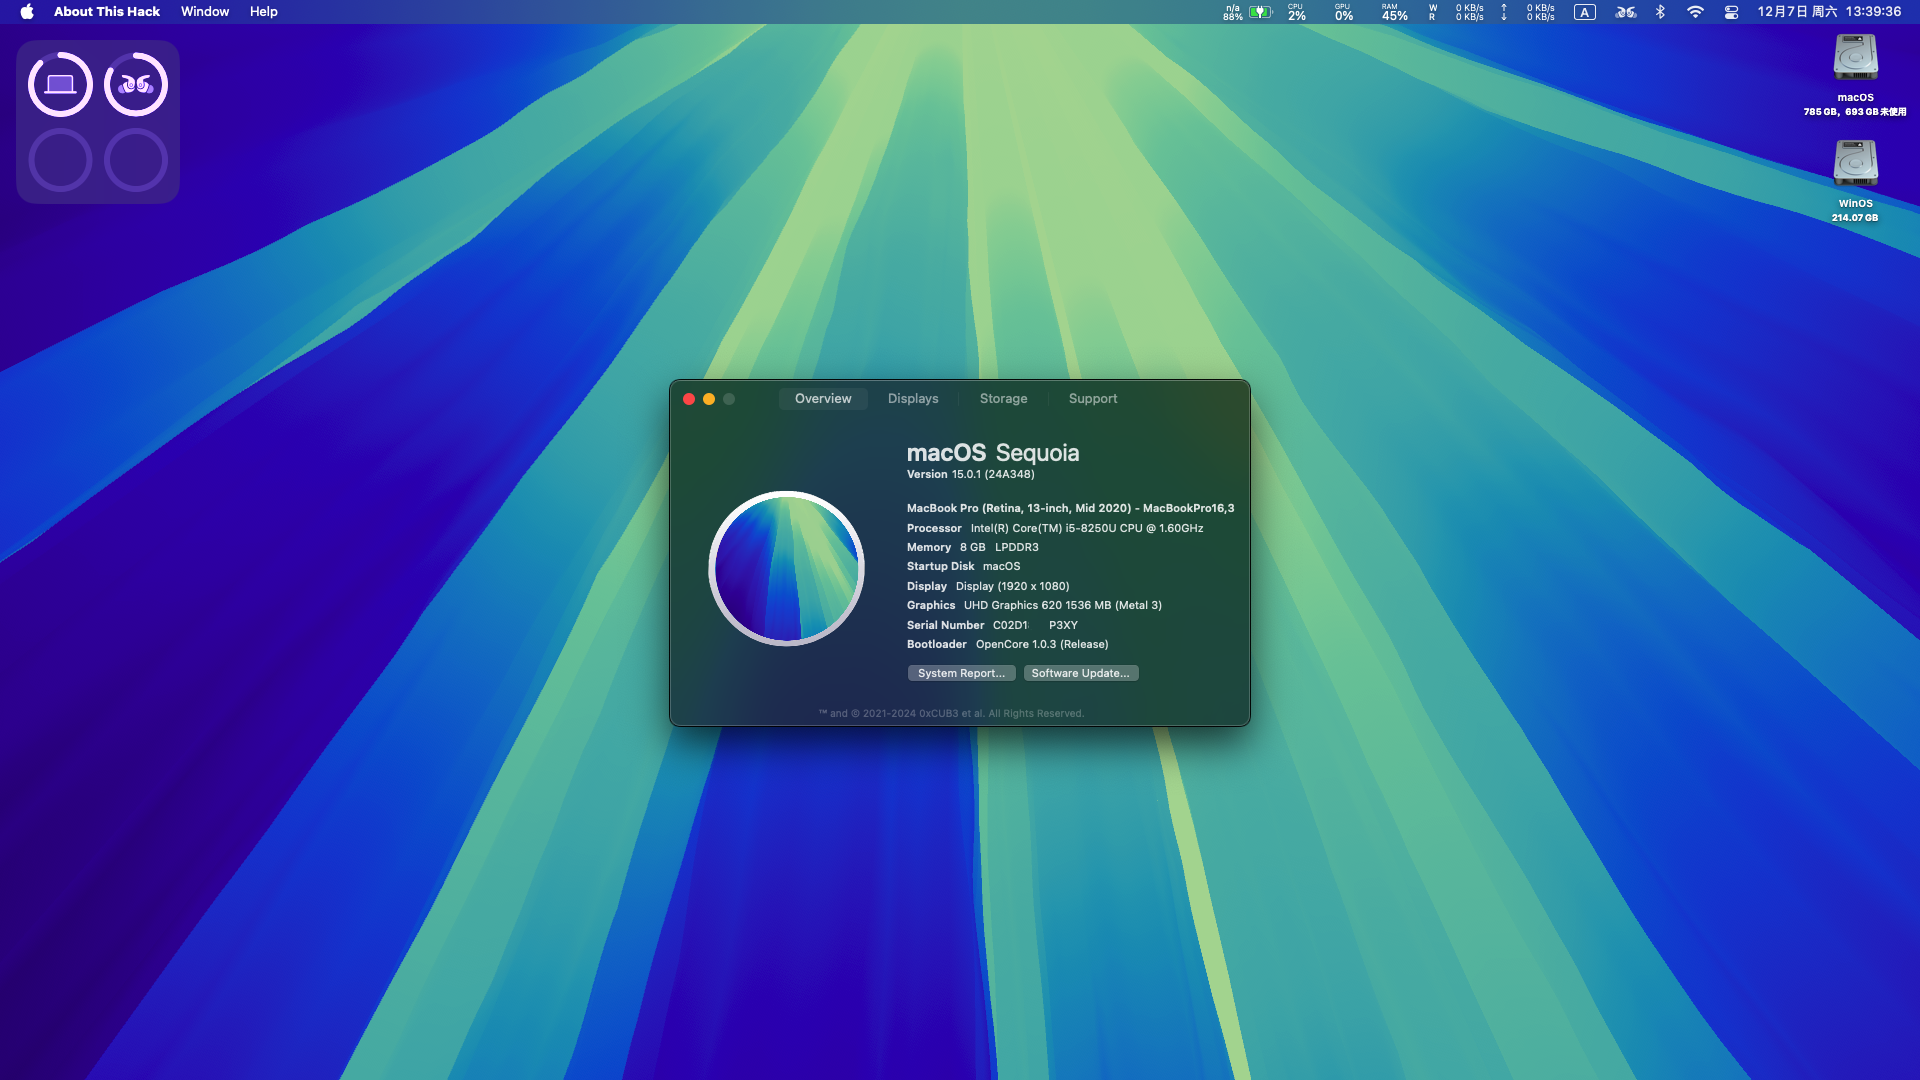 About This Hack Window Help
n/a 88% CPU 2% GPU 0% RAM 45% W R 0 KB/s 0 KB/s ↑ ↓ 0 KB/s 0 KB/s A 12月7日 周六 13:39:36
macOS
785 GB，693 GB 未使用
WinOS
214.07 GB
Overview Displays Storage Support
macOS Sequoia
Version 15.0.1 (24A348)
MacBook Pro (Retina, 13-inch, Mid 2020) - MacBookPro16,3
Processor Intel(R) Core(TM) i5-8250U CPU @ 1.60GHz
Memory 8 GB LPDDR3
Startup Disk macOS
Display Display (1920 x 1080)
Graphics UHD Graphics 620 1536 MB (Metal 3)
Serial Number C02D1 P3XY
Bootloader OpenCore 1.0.3 (Release)
System Report... Software Update...
™ and © 2021-2024 0xCUB3 et al. All Rights Reserved.